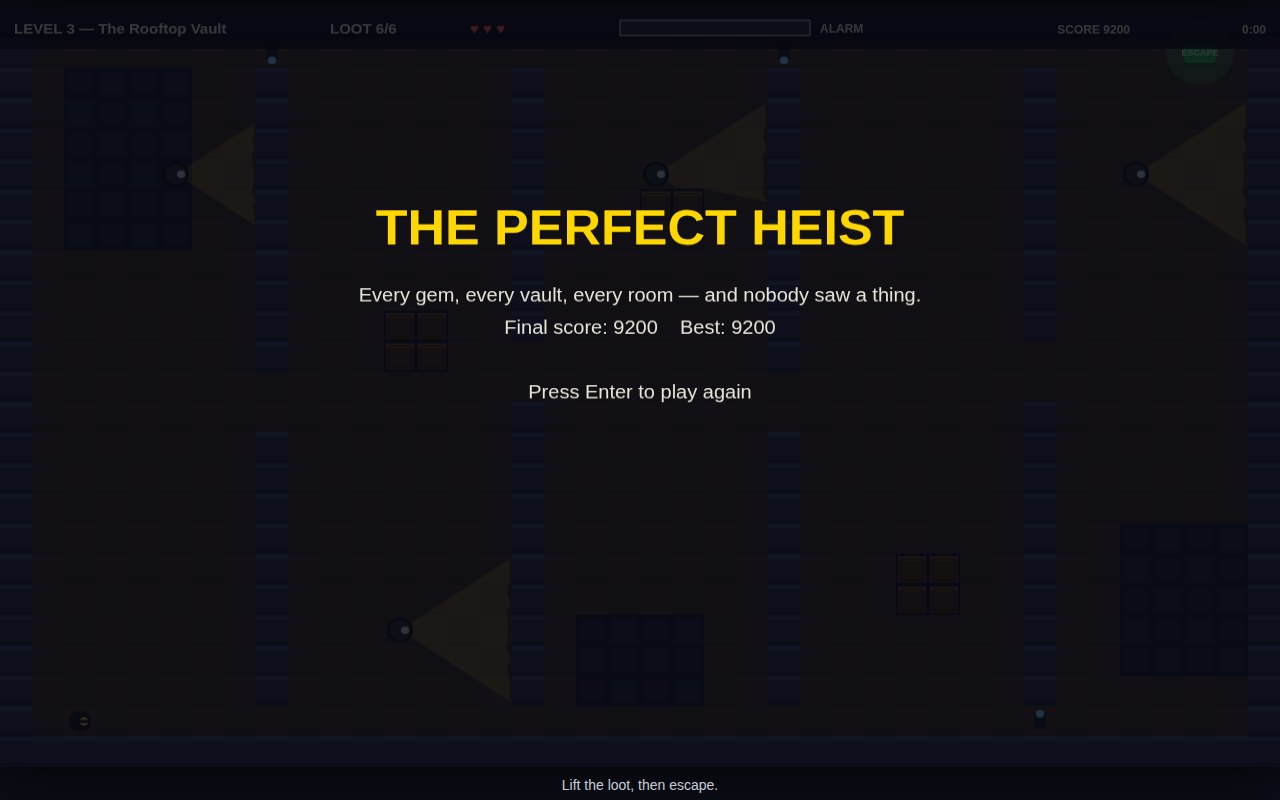 LEVEL 3 — The Rooftop Vault LOOT 6/6 ♥ ♥ ♥ ALARM SCORE 9200 0:00
ESCAPE
THE PERFECT HEIST
Every gem, every vault, every room — and nobody saw a thing.
Final score: 9200 Best: 9200
Press Enter to play again
Lift the loot, then escape.